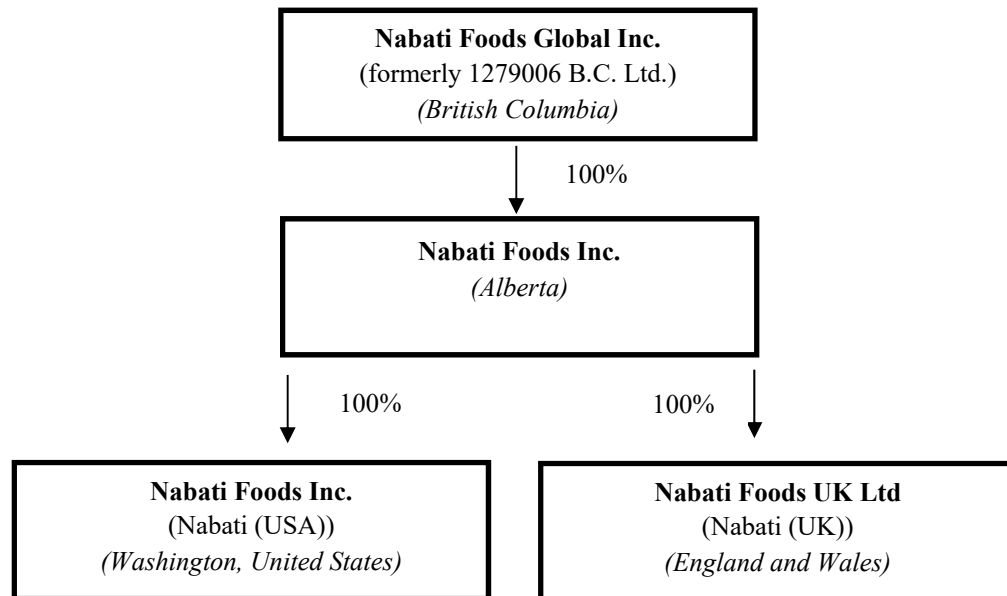 Nabati Foods Global Inc.
(formerly 1279006 B.C. Ltd.)
(British Columbia)
100%
Nabati Foods Inc.
(Alberta)
100%
100%
Nabati Foods Inc.
(Nabati (USA))
(Washington, United States)
Nabati Foods UK Ltd
(Nabati (UK))
(England and Wales)